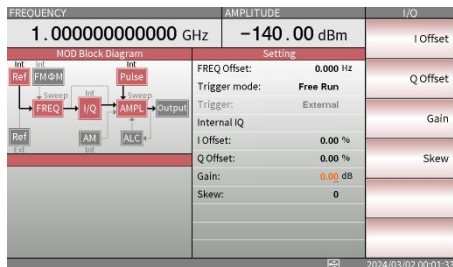 FREQUENCY
AMPLITUDE
I/Q
1.000000000000 GHz
-140.00 dBm
MOD Block Diagram
Int Int Int
Ref FMΦM Pulse
Sweep Sweep
Int
FREQ I/Q AMPL Output
Ref AM ALC
Ext Int
Setting
FREQ Offset: 0.000 Hz
Trigger mode: Free Run
Trigger: External
Internal IQ
I Offset: 0.00 %
Q Offset: 0.00 %
Gain: 0.00 dB
Skew: 0
I Offset
Q Offset
Gain
Skew
2024/03/02 00:01:33